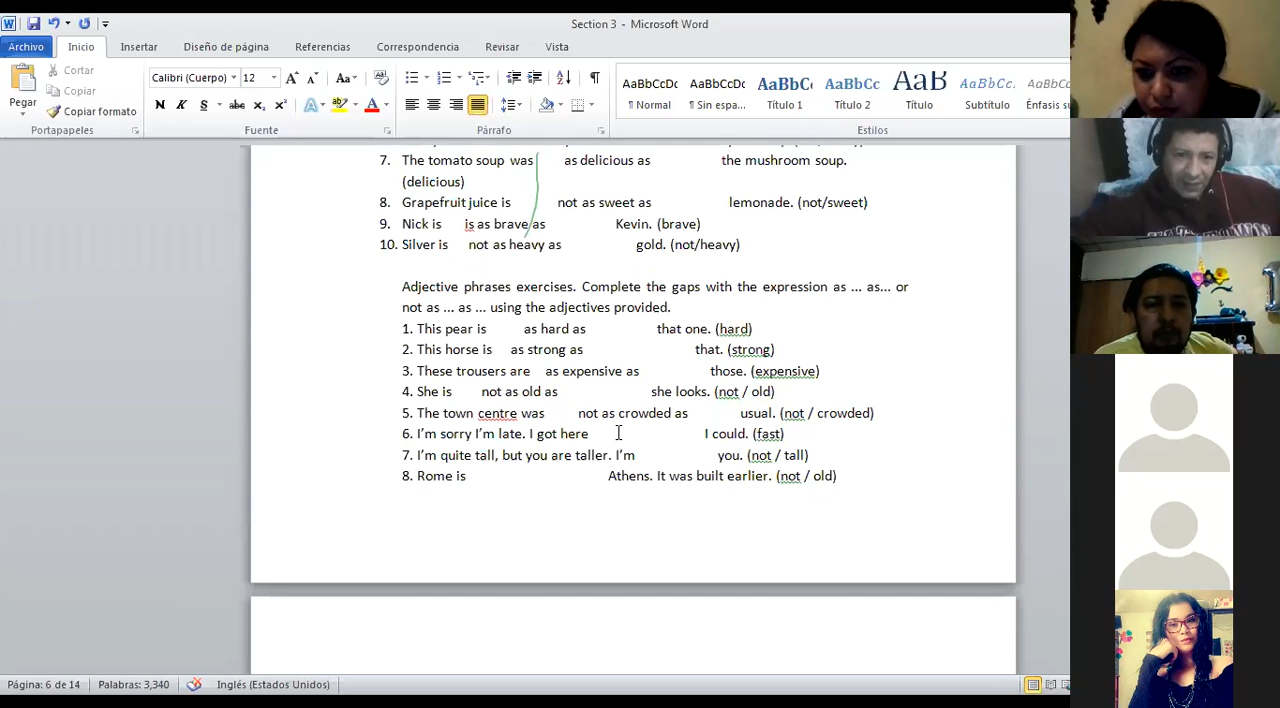 Section 3 - Microsoft Word
Archivo Inicio Insertar Diseño de página Referencias Correspondencia Revisar Vista
Cortar
Copiar
Pegar Copiar formato
Calibri (Cuerpo) 12
AaBbCcDc AaBbCcDc AaBbC AaBbCc AaB AaBbCc AaBbCcDc
¶ Normal ¶ Sin espa... Título 1 Título 2 Título Subtítulo Énfasis su
Portapapeles Fuente Párrafo Estilos
7. The tomato soup was as delicious as the mushroom soup.
(delicious)
8. Grapefruit juice is not as sweet as lemonade. (not/sweet)
9. Nick is is as brave as Kevin. (brave)
10. Silver is not as heavy as gold. (not/heavy)
Adjective phrases exercises. Complete the gaps with the expression as ... as... or
not as ... as ... using the adjectives provided.
1. This pear is as hard as that one. (hard)
2. This horse is as strong as that. (strong)
3. These trousers are as expensive as those. (expensive)
4. She is not as old as she looks. (not / old)
5. The town centre was not as crowded as usual. (not / crowded)
6. I'm sorry I'm late. I got here I could. (fast)
7. I'm quite tall, but you are taller. I'm you. (not / tall)
8. Rome is Athens. It was built earlier. (not / old)
Página: 6 de 14 Palabras: 3,340 Inglés (Estados Unidos)